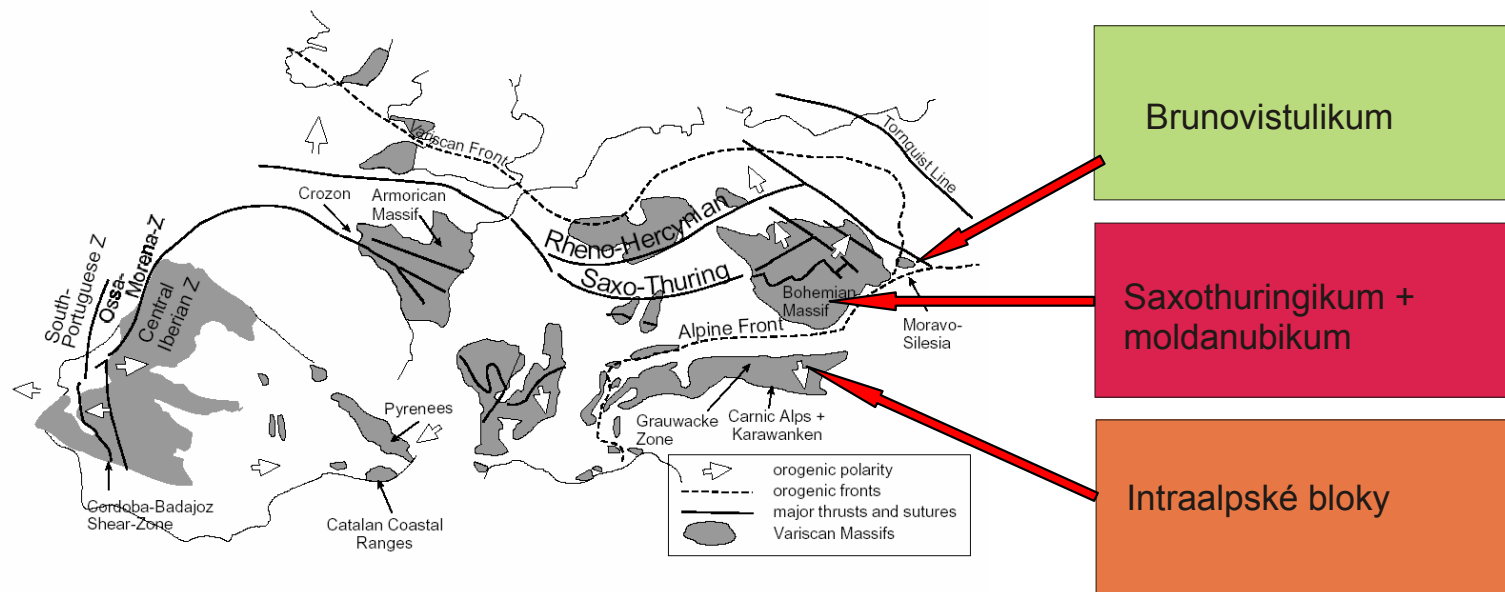 Variscan Front
Tornquist Line
Crozon
Armorican
Massif
Rheno-Hercynian
Saxo-Thuring
Bohemian
Massif
Moravo-
Silesia
Alpine Front
South-
Portuguese Z
Ossa-
Morena-Z
Central
Iberian Z
Pyrenees
Grauwacke
Zone
Carnic Alps +
Karawanken
Cordoba-Badajoz
Shear-Zone
Catalan Coastal
Ranges
orogenic polarity
orogenic fronts
major thrusts and sutures
Variscan Massifs
Brunovistulikum
Saxothuringikum +
moldanubikum
Intraalpské bloky